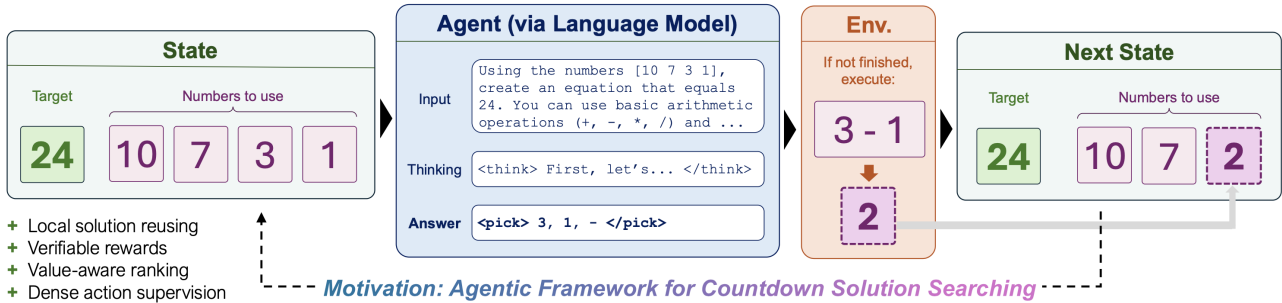 State
Target
Numbers to use
24
10 7 3 1
+ Local solution reusing
+ Verifiable rewards
+ Value-aware ranking
+ Dense action supervision
Agent (via Language Model)
Input
Using the numbers [10 7 3 1],
create an equation that equals
24. You can use basic arithmetic
operations (+, -, *, /) and ...
Thinking
<think> First, let's... </think>
Answer
<pick> 3, 1, - </pick>
Env.
If not finished,
execute:
3 - 1
2
Next State
Target
Numbers to use
24
10 7 2
Motivation: Agentic Framework for Countdown Solution Searching